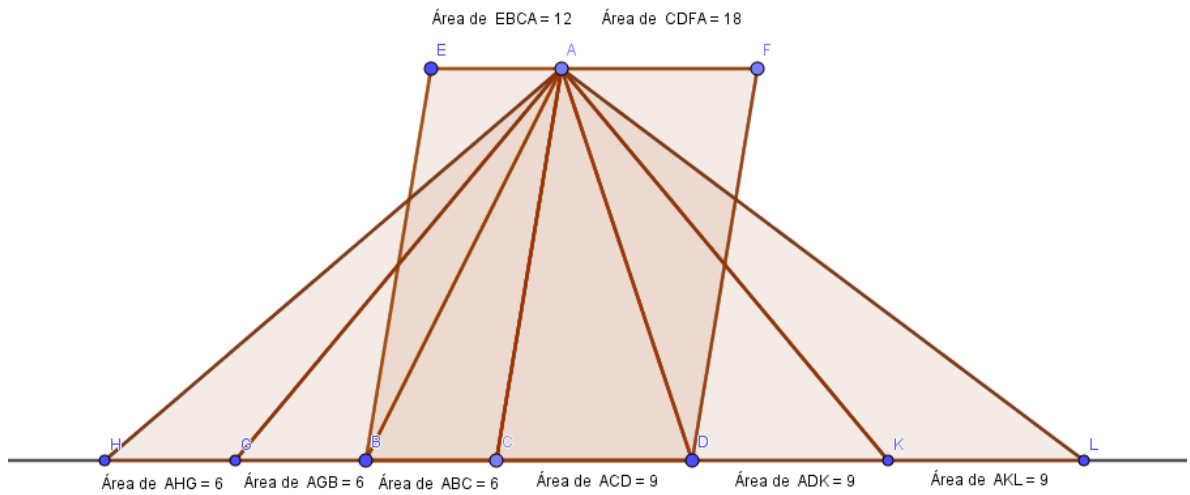 Área de EBCA = 12 Área de CDFA = 18
E A F
H G B C D K L
Área de AHG = 6 Área de AGB = 6 Área de ABC = 6 Área de ACD = 9 Área de ADK = 9 Área de AKL = 9